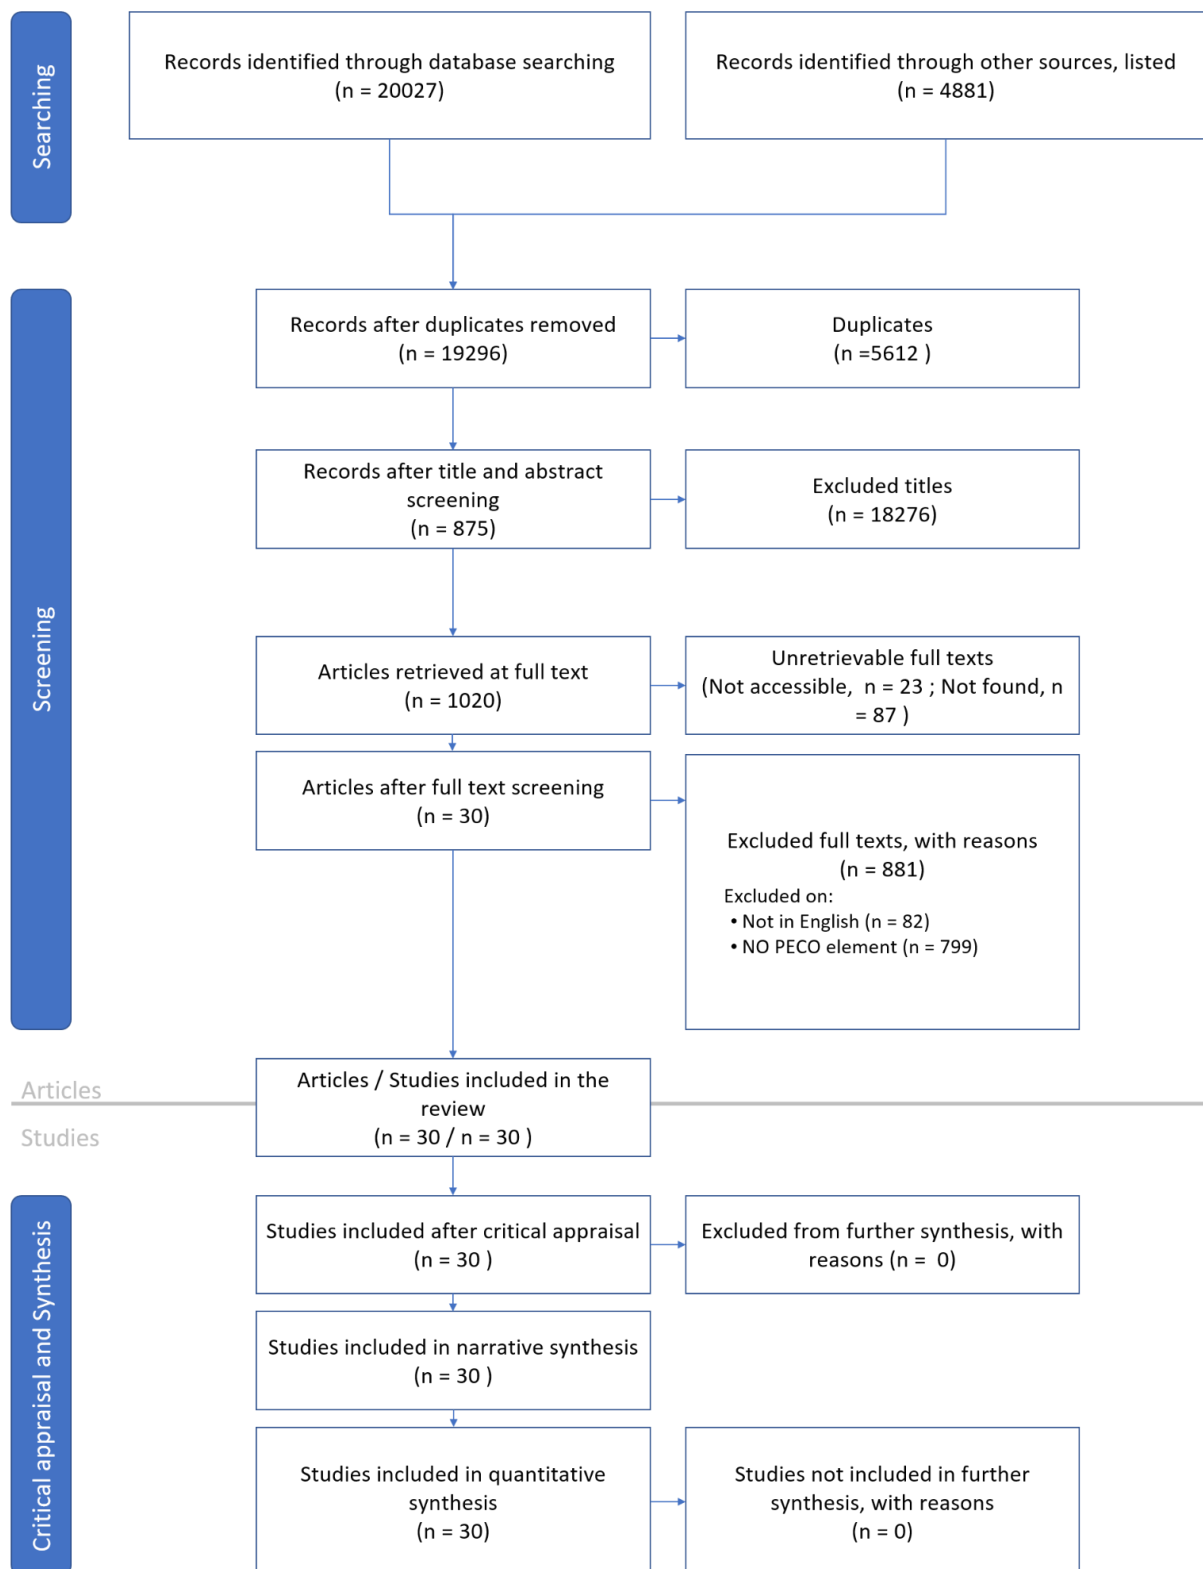 Searching
Records identified through database searching
(n = 20027)
Records identified through other sources, listed
(n = 4881)
Screening
Records after duplicates removed
(n = 19296)
Duplicates
(n =5612 )
Records after title and abstract
screening
(n = 875)
Excluded titles
(n = 18276)
Articles retrieved at full text
(n = 1020)
Unretrievable full texts
(Not accessible,  n = 23 ; Not found, n
= 87 )
Articles after full text screening
(n = 30)
Excluded full texts, with reasons
(n = 881)
Excluded on:
• Not in English (n = 82)
• NO PECO element (n = 799)
Articles
Studies
Articles / Studies included in the
review
(n = 30 / n = 30 )
Critical appraisal and Synthesis
Studies included after critical appraisal
(n = 30 )
Excluded from further synthesis, with
reasons (n =  0)
Studies included in narrative synthesis
(n = 30 )
Studies included in quantitative
synthesis
(n = 30)
Studies not included in further
synthesis, with reasons
(n = 0)